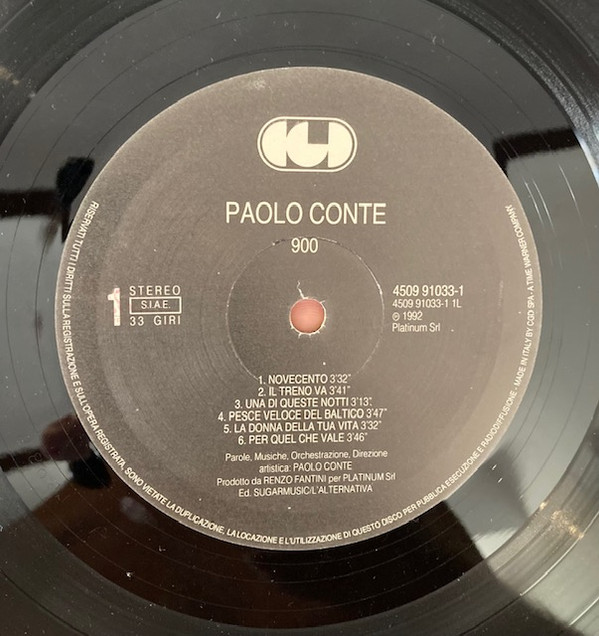 CGD
PAOLO CONTE
900
1
STEREO
S.I.A.E.
33 GIRI
4509 91033-1
4509 91033-1 1L
℗ 1992
Platinum Srl
1. NOVECENTO 3'32"
2. IL TRENO VA 3'41"
3. UNA DI QUESTE NOTTI 3'13"
4. PESCE VELOCE DEL BALTICO 3'47"
5. LA DONNA DELLA TUA VITA 3'32"
6. PER QUEL CHE VALE 3'46"
Parole, Musiche, Orchestrazione, Direzione
artistica: PAOLO CONTE
Prodotto da RENZO FANTINI per PLATINUM Srl
Ed. SUGARMUSIC/L'ALTERNATIVA
RISERVATI TUTTI I DIRITTI SULLA REGISTRAZIONE E SULL'OPERA REGISTRATA. SONO VIETATE LA DUPLICAZIONE, LA LOCAZIONE E L'UTILIZZAZIONE DI QUESTO DISCO PER PUBBLICA ESECUZIONE E RADIODIFFUSIONE - MADE IN ITALY BY CGD SPA - A TIME WARNER COMPANY